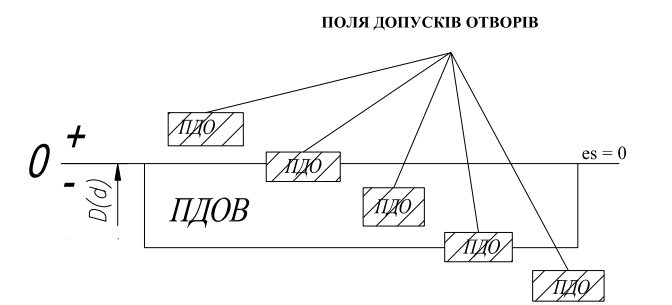 ПОЛЯ ДОПУСКІВ ОТВОРІВ
ПДО
0
+
-
ПДО
es = 0
D(d)
ПДОВ
ПДО
ПДО
ПДО